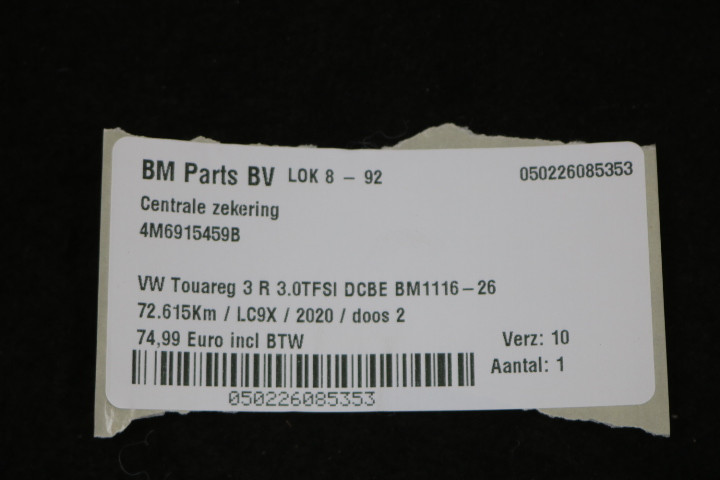 BM Parts BV LOK 8 - 92 050226085353
Centrale zekering
4M6915459B
VW Touareg 3 R 3.0TFSI DCBE BM1116-26
72.615Km / LC9X / 2020 / doos 2
74,99 Euro incl BTW Verz: 10
Aantal: 1
050226085353